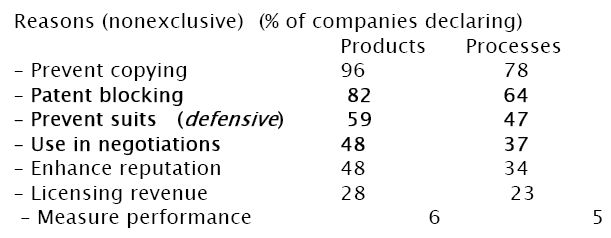 Reasons (nonexclusive) (% of companies declaring)
Products Processes
– Prevent copying 96 78
– Patent blocking 82 64
– Prevent suits (defensive) 59 47
– Use in negotiations 48 37
– Enhance reputation 48 34
– Licensing revenue 28 23
– Measure performance 6 5